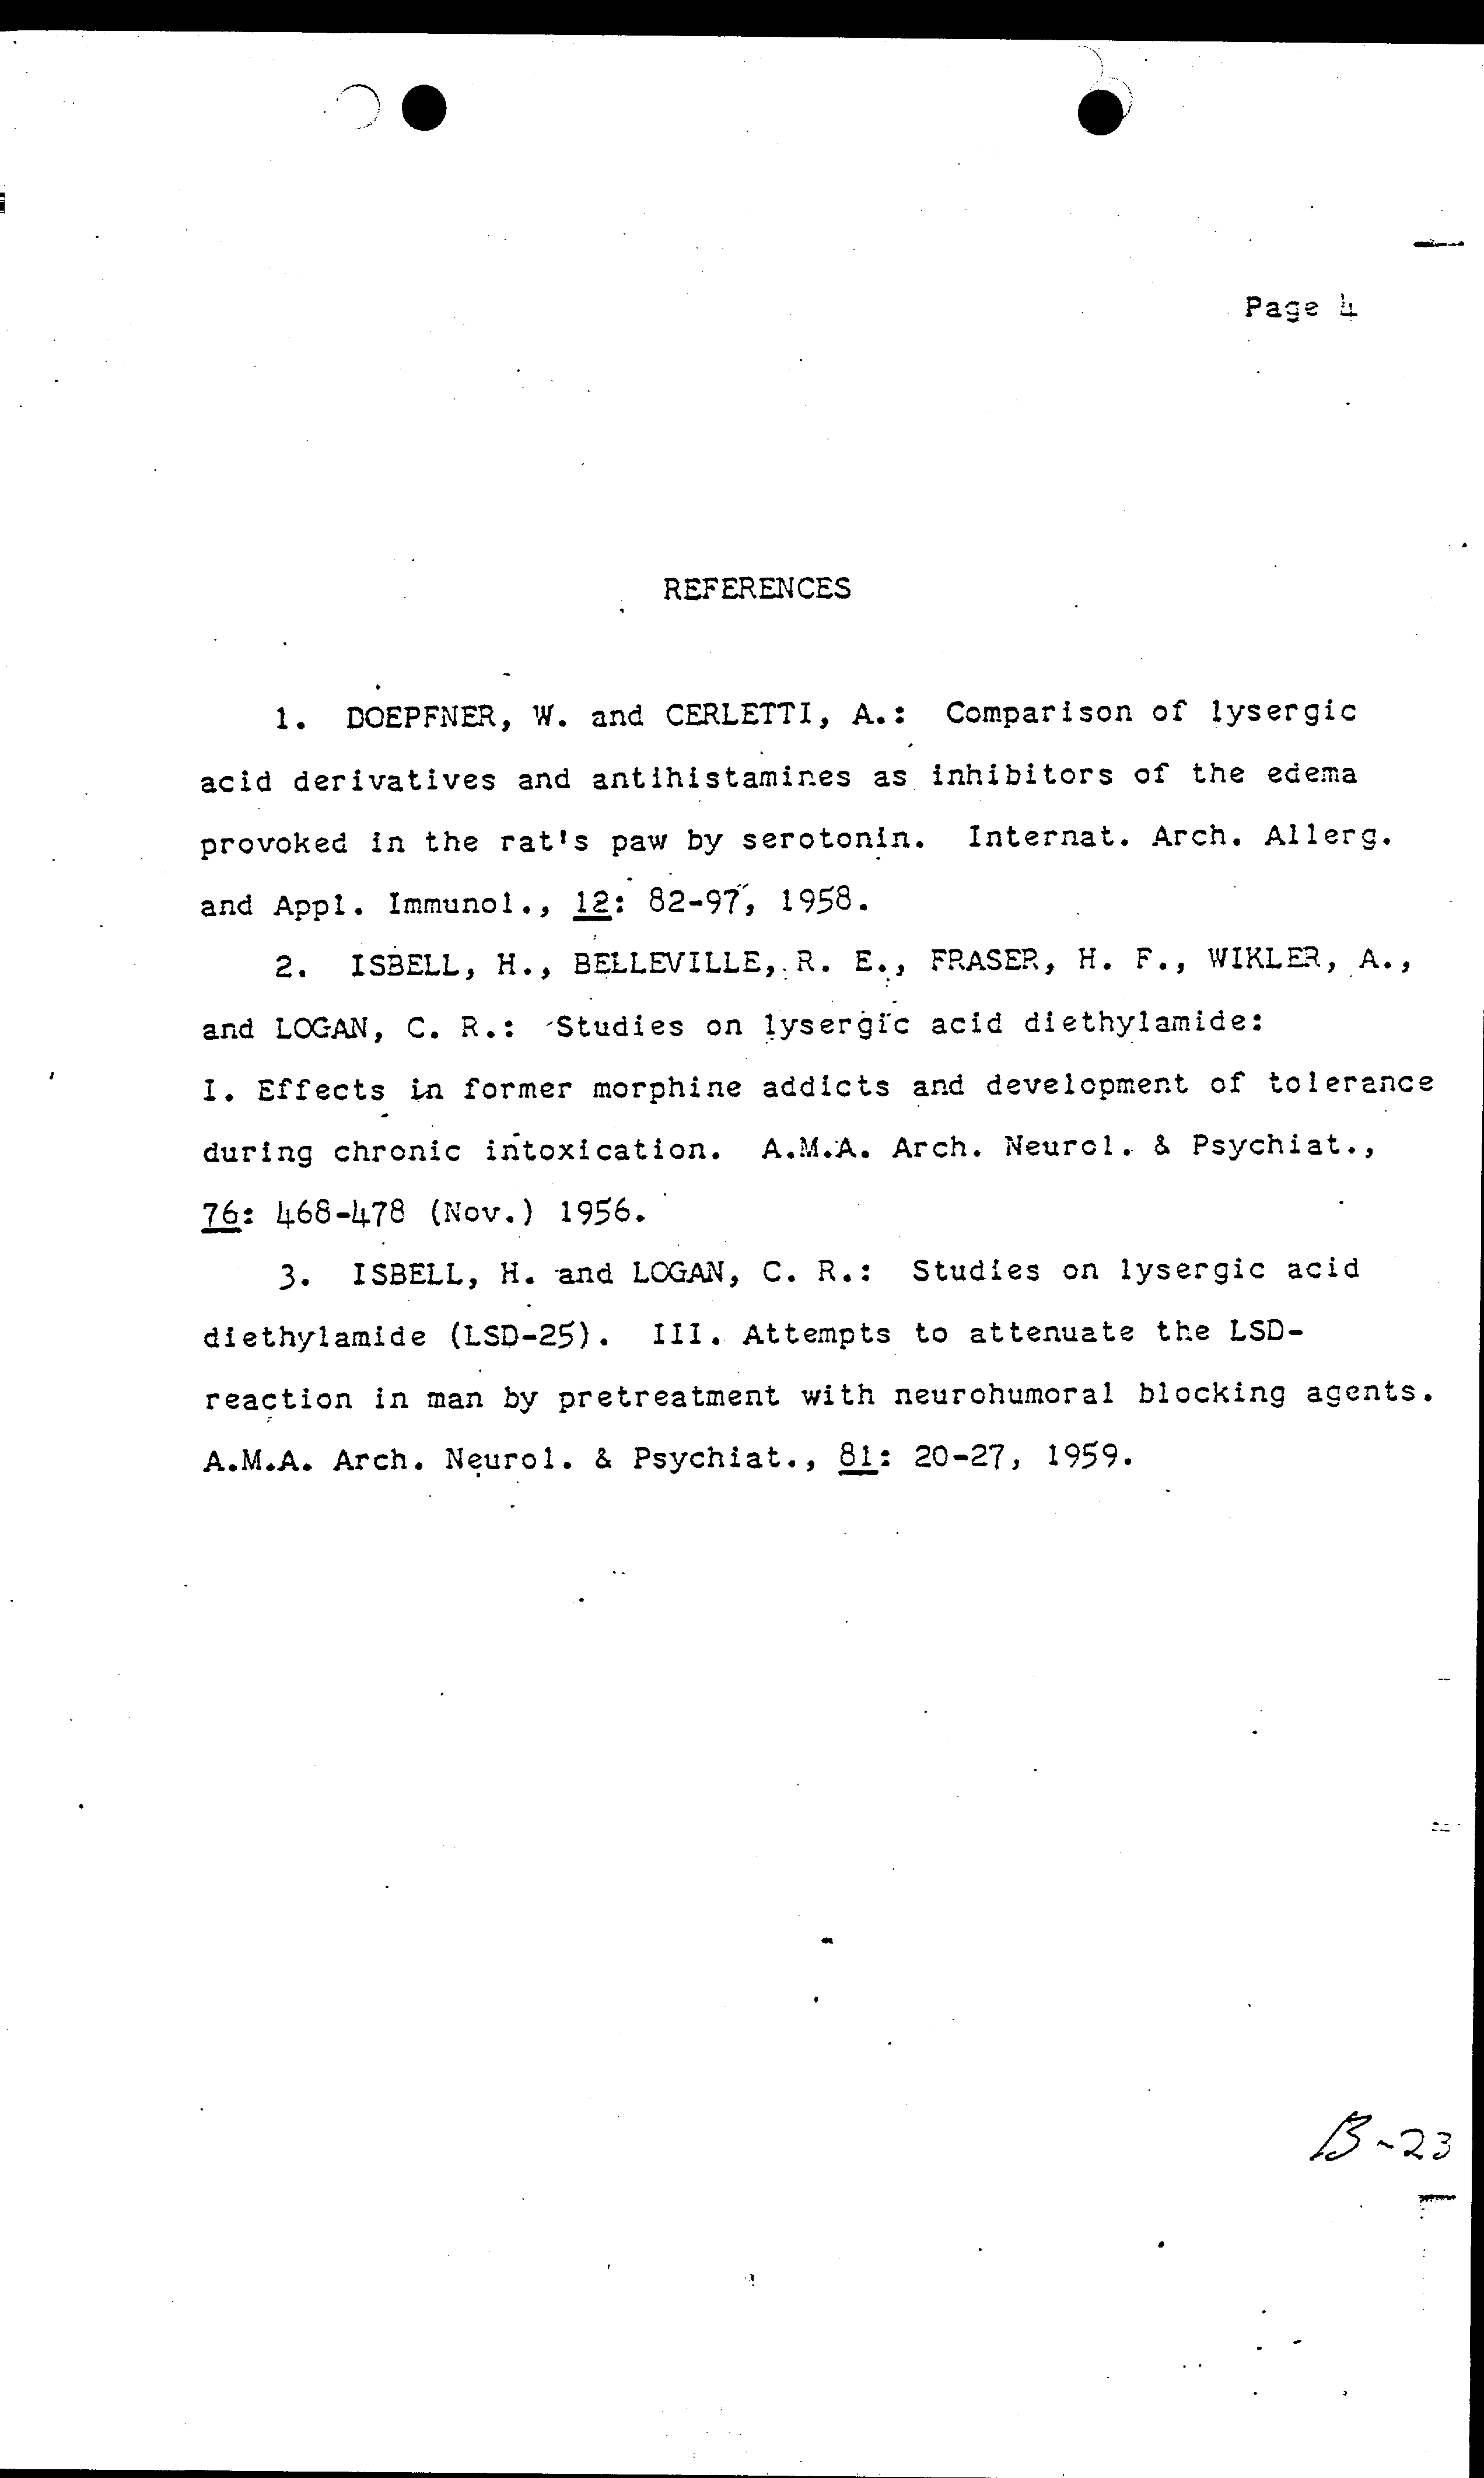 Page 4
REFERENCES
1. DOEPFNER, W. and CERLETTI, A.: Comparison of lysergic
acid derivatives and antihistamines as inhibitors of the edema
provoked in the rat's paw by serotonin. Internat. Arch. Allerg.
and Appl. Immunol., 12: 82-97, 1958.
2. ISBELL, H., BELLEVILLE, R. E., FRASER, H. F., WIKLER, A.,
and LOGAN, C. R.: Studies on lysergic acid diethylamide:
I. Effects in former morphine addicts and development of tolerance
during chronic intoxication. A.M.A. Arch. Neurol. & Psychiat.,
76: 468-478 (Nov.) 1956.
3. ISBELL, H. and LOGAN, C. R.: Studies on lysergic acid
diethylamide (LSD-25). III. Attempts to attenuate the LSD-
reaction in man by pretreatment with neurohumoral blocking agents.
A.M.A. Arch. Neurol. & Psychiat., 81: 20-27, 1959.
B-23